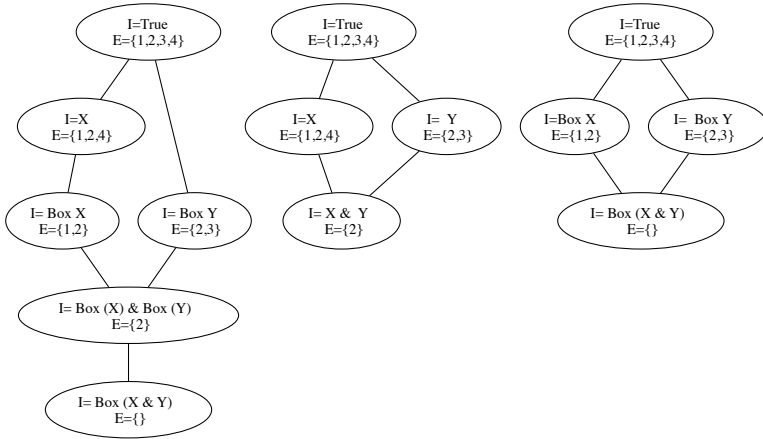 I=True
E={1,2,3,4}
I=X
E={1,2,4}
I= Box X
E={1,2}
I= Box Y
E={2,3}
I= Box (X) & Box (Y)
E={2}
I= Box (X & Y)
E={}
I=True
E={1,2,3,4}
I=X
E={1,2,4}
I= Y
E={2,3}
I= X & Y
E={2}
I=True
E={1,2,3,4}
I=Box X
E={1,2}
I= Box Y
E={2,3}
I= Box (X & Y)
E={}